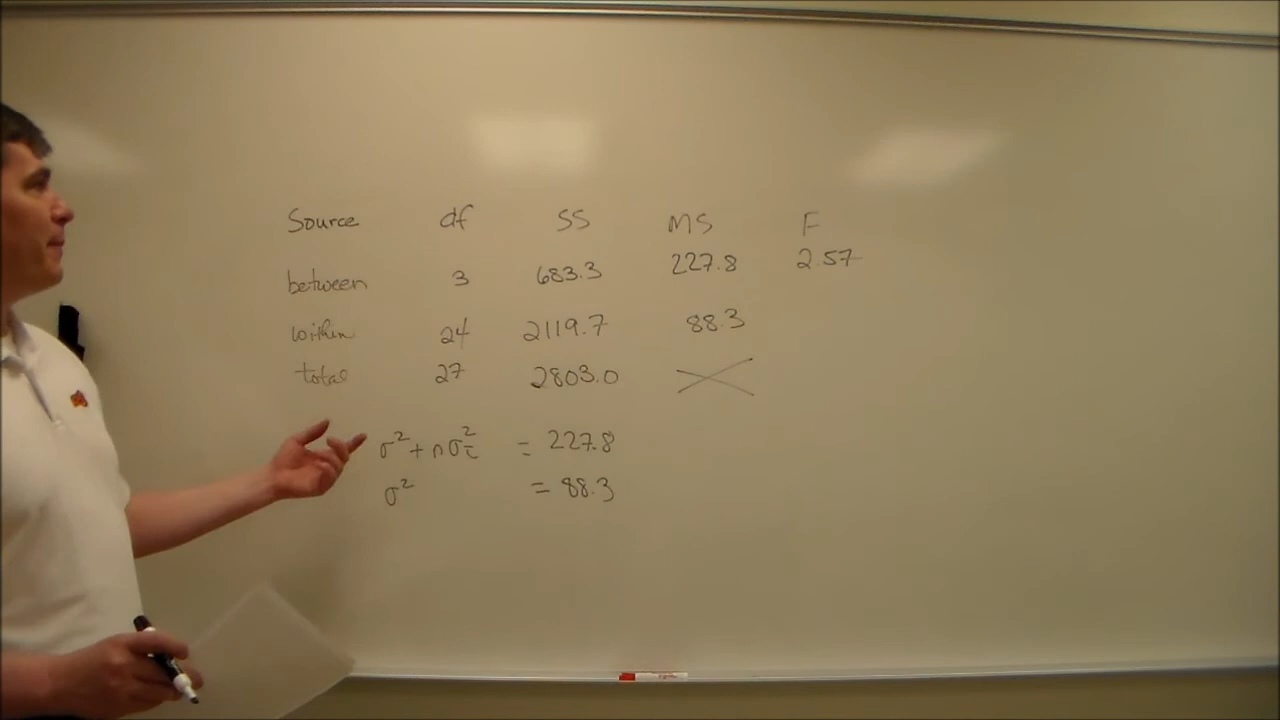 Source df SS MS F
between 3 683.3 227.8 2.57
within 24 2119.7 88.3
total 27 2803.0
σ² + nσ²τ = 227.8
σ² = 88.3